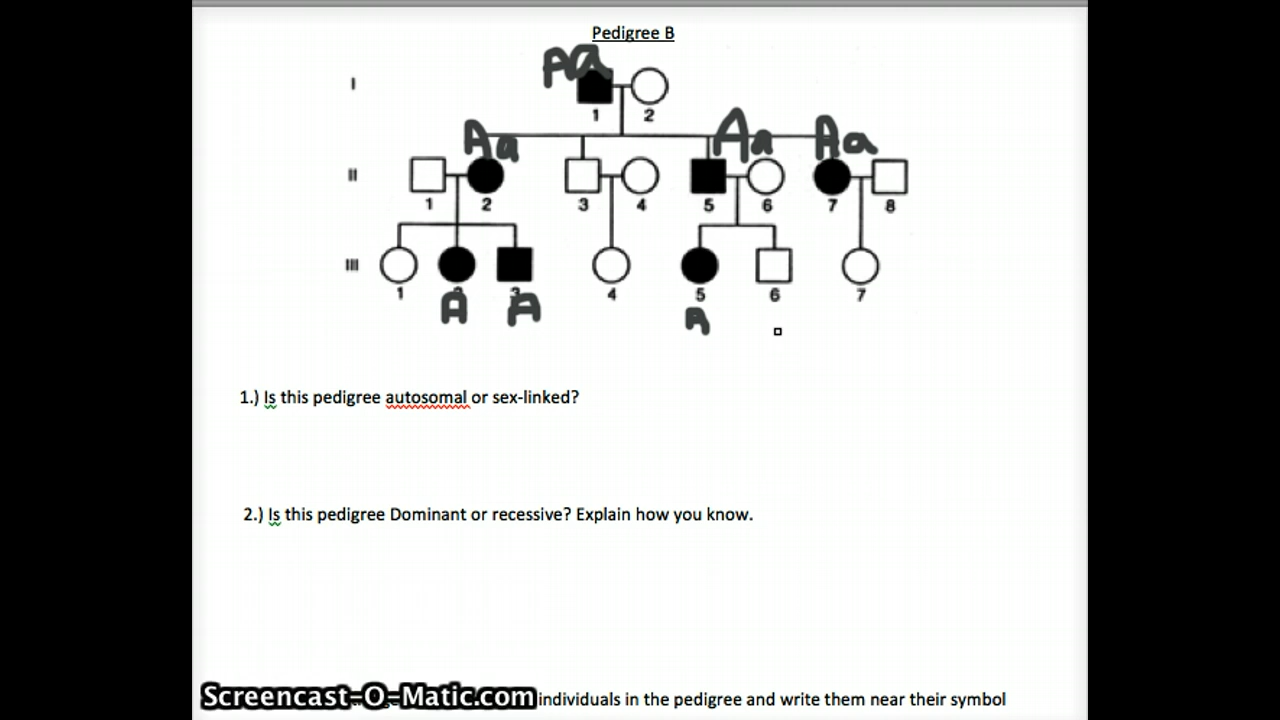 Pedigree B
Aa
I
1 2
Aa Aa Aa
II
1 2 3 4 5 6 7 8
III
1 3 4 5 6 7
A A A
1.) Is this pedigree autosomal or sex-linked?
2.) Is this pedigree Dominant or recessive? Explain how you know.
Screencast-O-Matic.com individuals in the pedigree and write them near their symbol